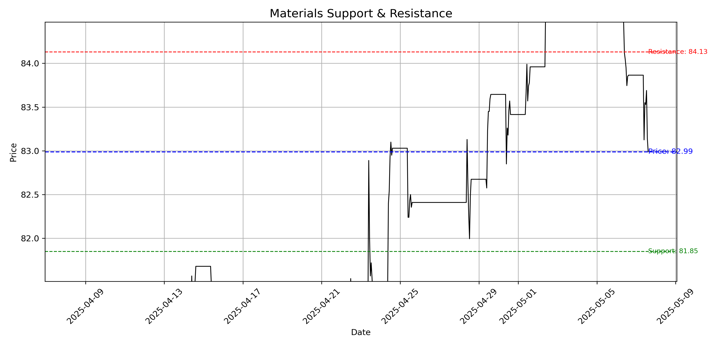 Materials Support & Resistance
Resistance: 84.13
84.0
83.5
83.0
Price: 82.99
82.5
82.0
Support: 81.85
Price
2025-04-09
2025-04-13
2025-04-17
2025-04-21
2025-04-25
2025-04-29
2025-05-01
2025-05-05
2025-05-09
Date